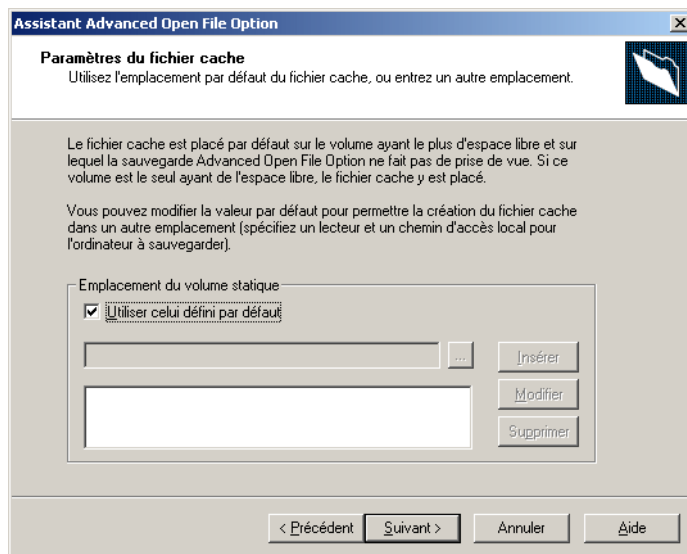 Assistant Advanced Open File Option
Paramètres du fichier cache
Utilisez l'emplacement par défaut du fichier cache, ou entrez un autre emplacement.
Le fichier cache est placé par défaut sur le volume ayant le plus d'espace libre et sur
lequel la sauvegarde Advanced Open File Option ne fait pas de prise de vue. Si ce
volume est le seul ayant de l'espace libre, le fichier cache y est placé.
Vous pouvez modifier la valeur par défaut pour permettre la création du fichier cache
dans un autre emplacement (spécifiez un lecteur et un chemin d'accès local pour
l'ordinateur à sauvegarder).
Emplacement du volume statique
Utiliser celui défini par défaut
...
Insérer
Modifier
Supprimer
< Précédent
Suivant >
Annuler
Aide